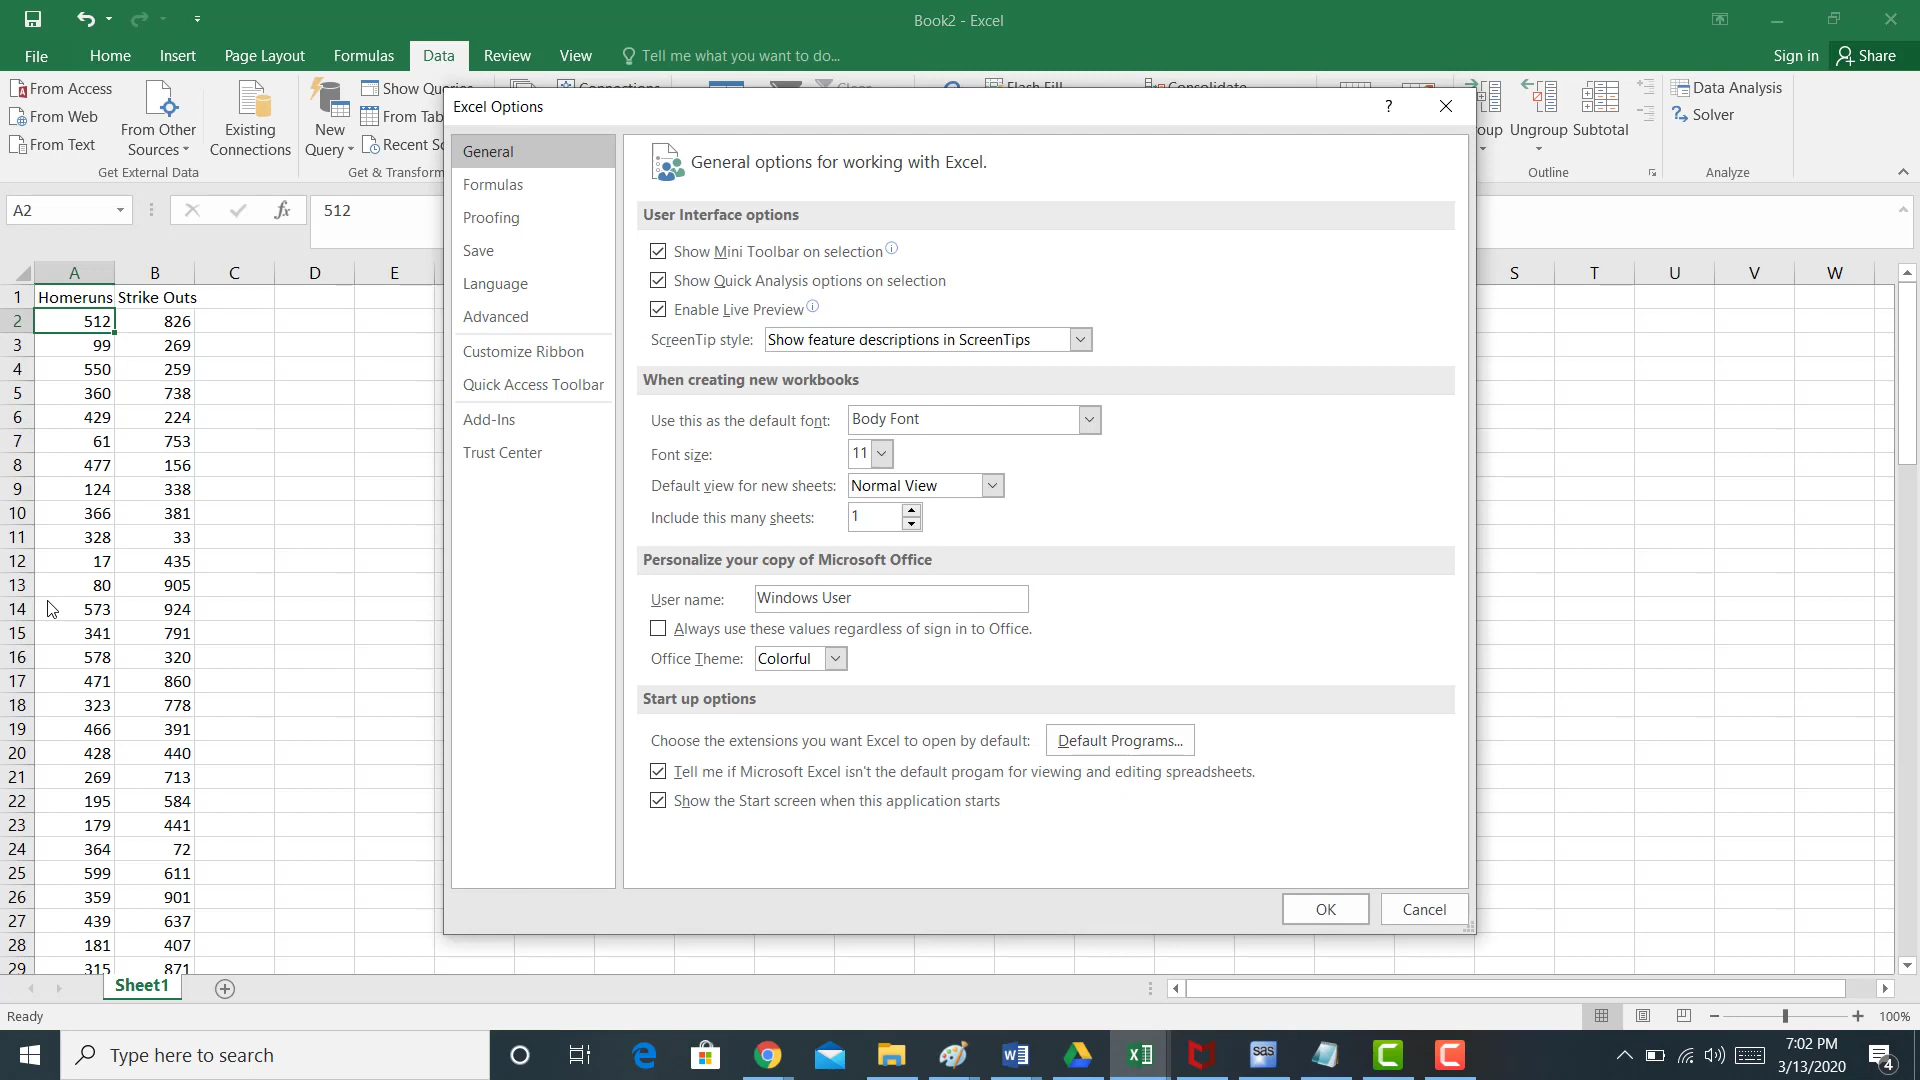 Book2 - Excel
File Home Insert Page Layout Formulas Data Review View Tell me what you want to do... Sign in Share
From Access
From Web
From Text
From Other Sources
Existing Connections
Get External Data
New Query
Show Queries
From Tab
Recent So
Get & Transform
Connections
Clear
Flash Fill
Consolidate
oup
Ungroup
Subtotal
Outline
Data Analysis
Solver
Analyze
A2 fx 512
A B C D E S T U V W
1 Homeruns Strike Outs
2 512 826
3 99 269
4 550 259
5 360 738
6 429 224
7 61 753
8 477 156
9 124 338
10 366 381
11 328 33
12 17 435
13 80 905
14 573 924
15 341 791
16 578 320
17 471 860
18 323 778
19 466 391
20 428 440
21 269 713
22 195 584
23 179 441
24 364 72
25 599 611
26 359 901
27 439 637
28 181 407
29 315 871
Excel Options ?
General
Formulas
Proofing
Save
Language
Advanced
Customize Ribbon
Quick Access Toolbar
Add-Ins
Trust Center
General options for working with Excel.
User Interface options
Show Mini Toolbar on selection
Show Quick Analysis options on selection
Enable Live Preview
ScreenTip style: Show feature descriptions in ScreenTips
When creating new workbooks
Use this as the default font: Body Font
Font size: 11
Default view for new sheets: Normal View
Include this many sheets: 1
Personalize your copy of Microsoft Office
User name: Windows User
Always use these values regardless of sign in to Office.
Office Theme: Colorful
Start up options
Choose the extensions you want Excel to open by default: Default Programs...
Tell me if Microsoft Excel isn't the default progam for viewing and editing spreadsheets.
Show the Start screen when this application starts
OK Cancel
Sheet1
Ready 100%
Type here to search
sas
7:02 PM
3/13/2020
4